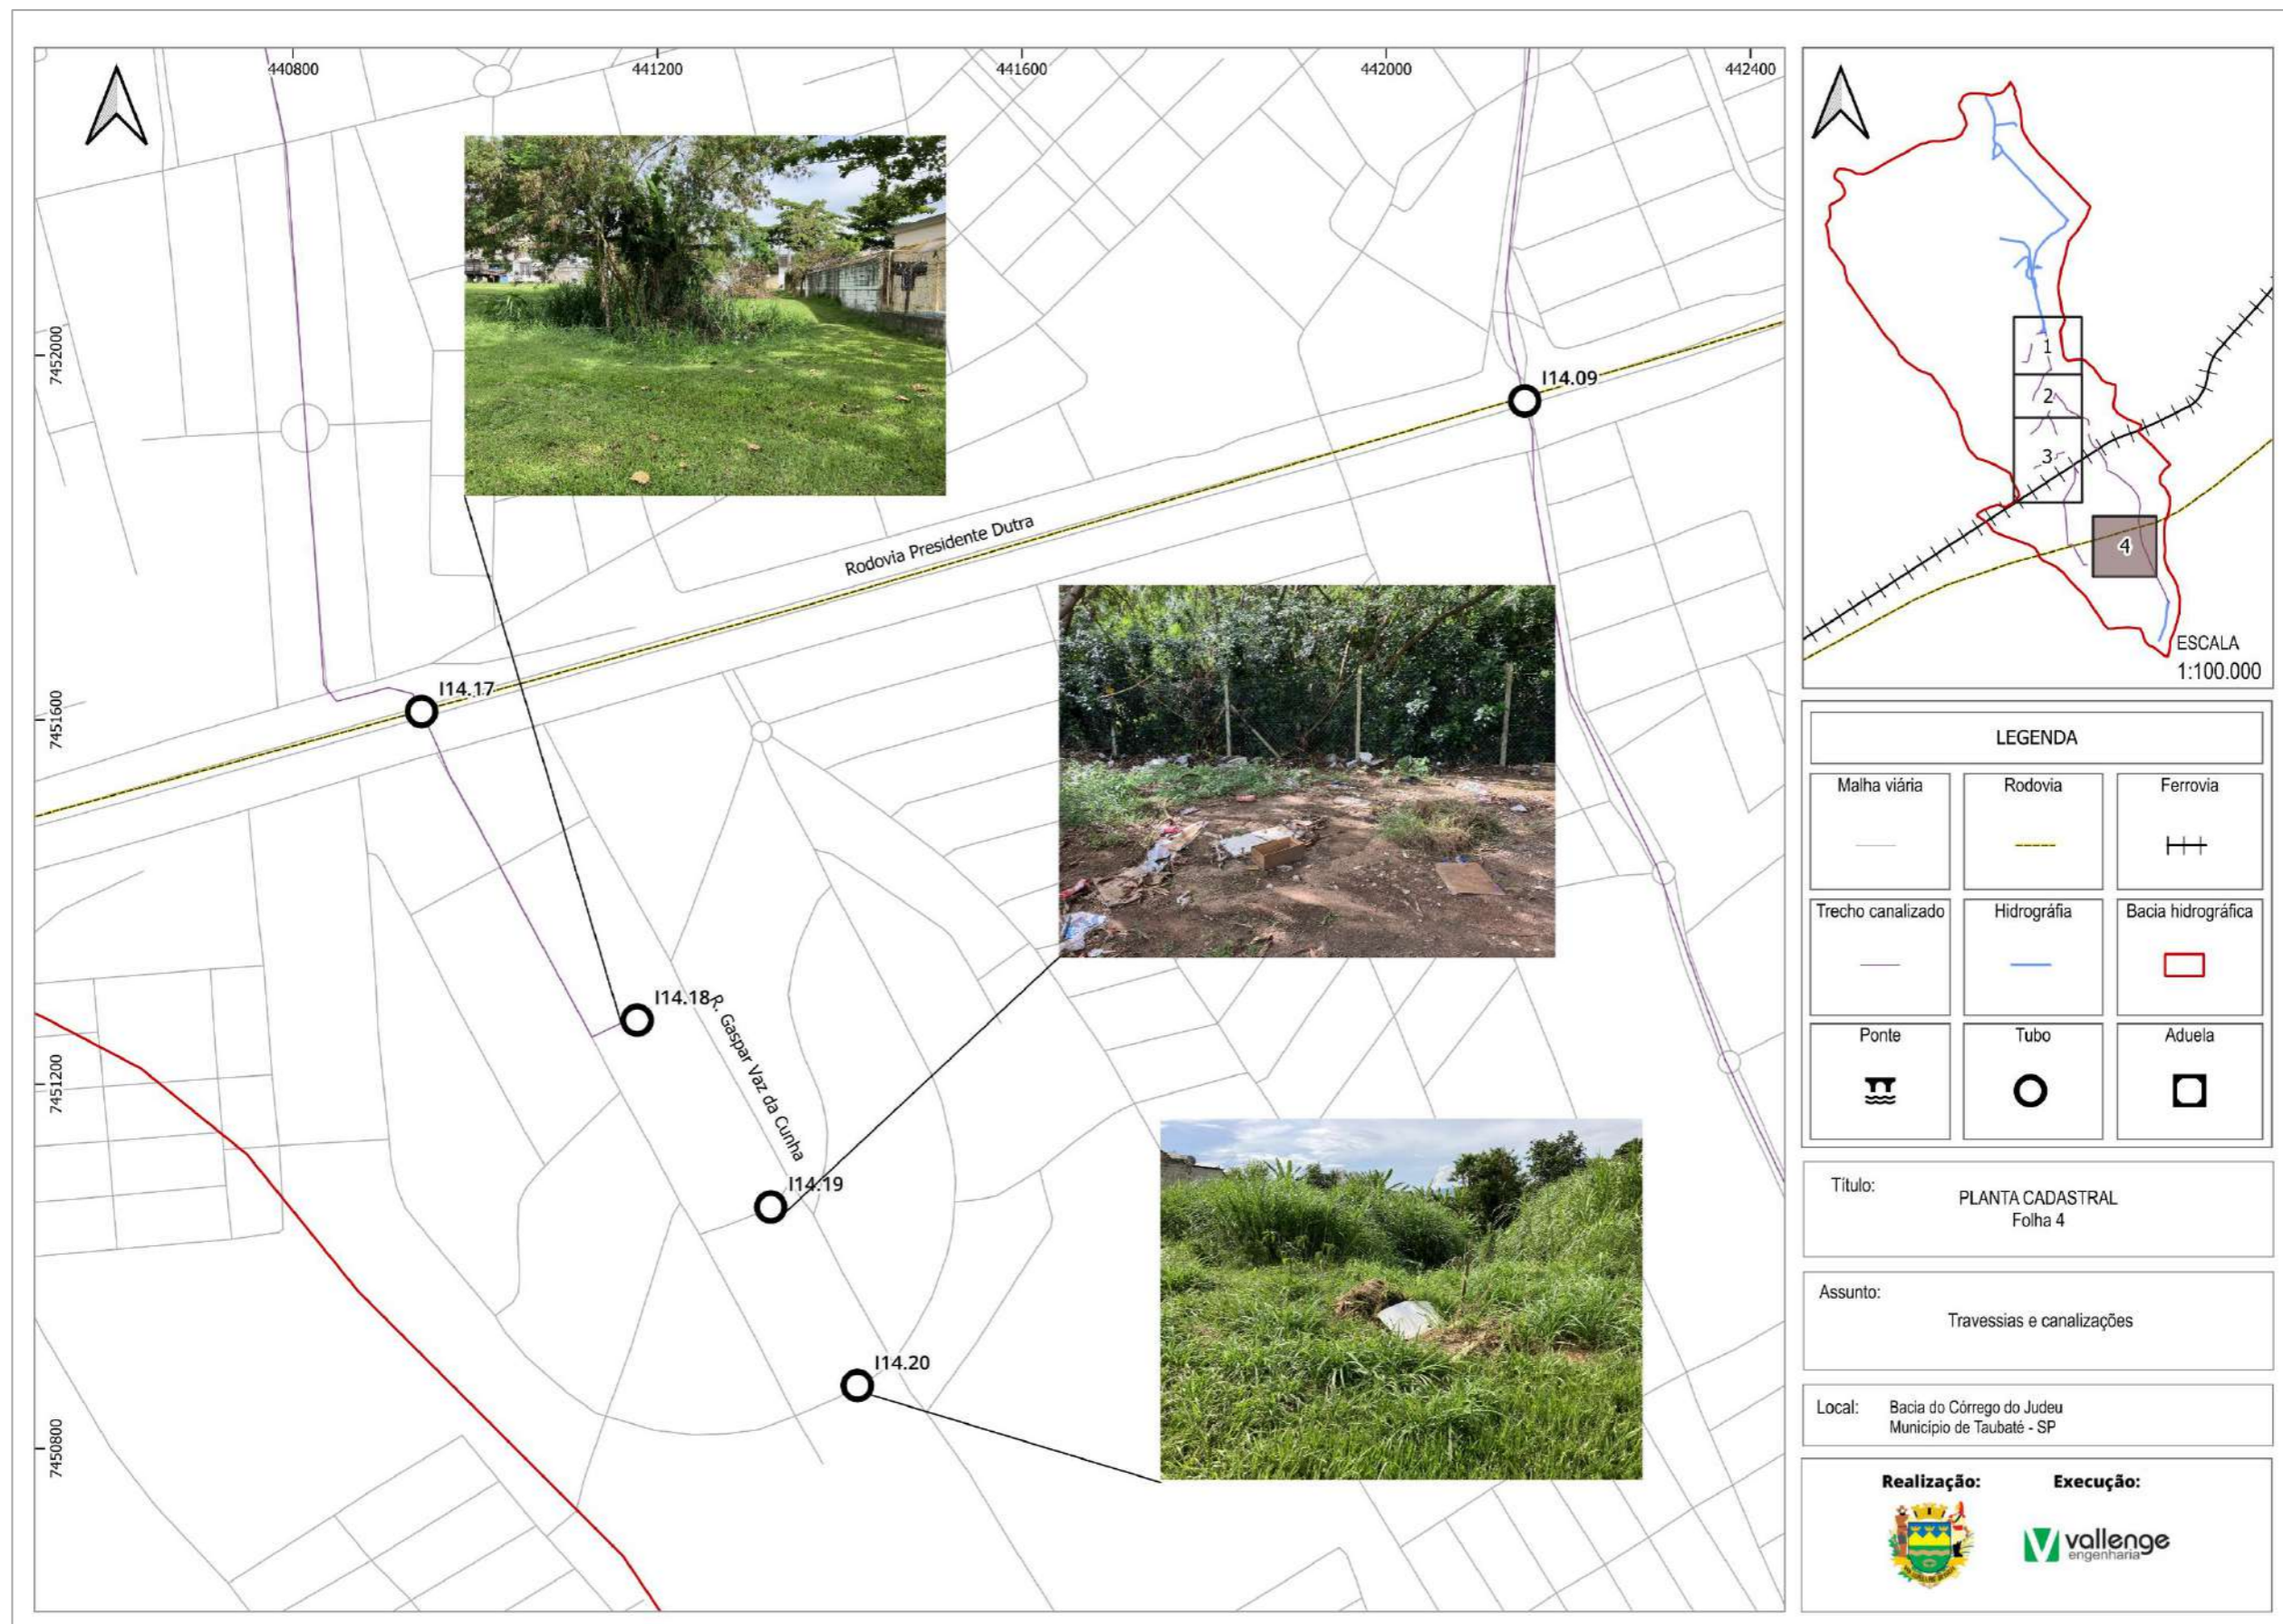 440800
441200
441600
442000
442400
7452000
7451600
7451200
7450800
I14.09
Rodovia Presidente Dutra
I14.17
I14.18
R. Gaspar Vaz da Cunha
I14.19
I14.20
1
2
3
4
ESCALA
1:100.000
LEGENDA
Malha viária
Rodovia
Ferrovia
Trecho canalizado
Hidrográfia
Bacia hidrográfica
Ponte
Tubo
Aduela
Título:
PLANTA CADASTRAL
Folha 4
Assunto:
Travessias e canalizações
Local:
Bacia do Córrego do Judeu
Município de Taubaté - SP
Realização:
Execução:
vallenge
engenharia